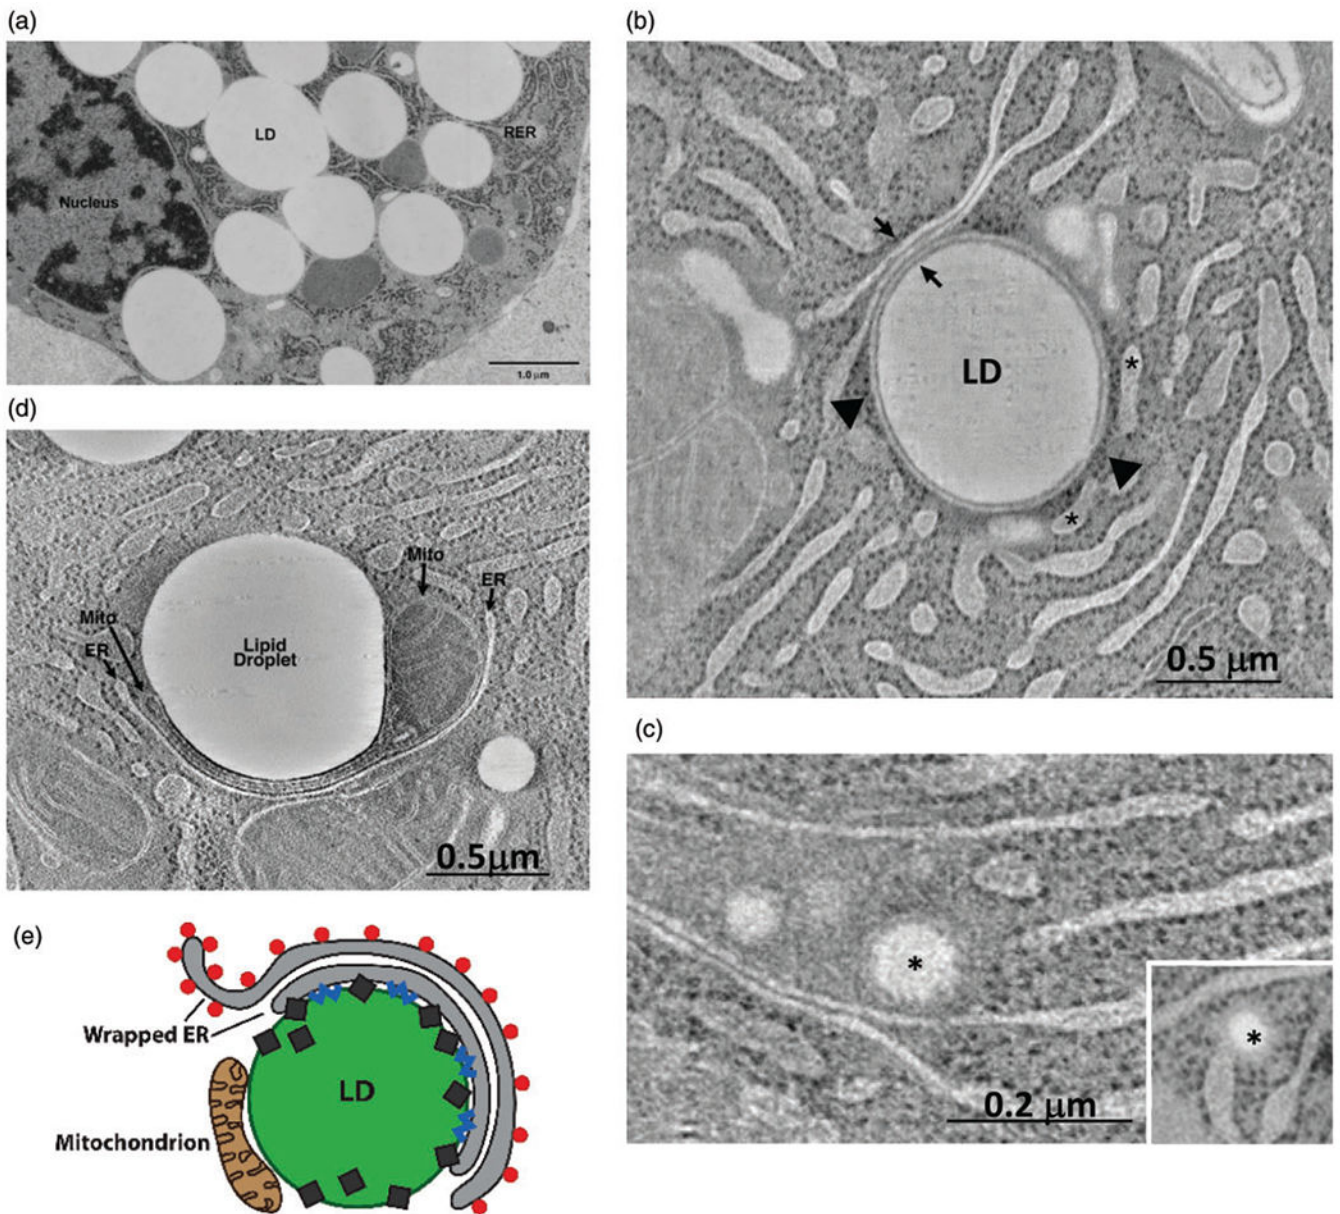 (a)
LD
RER
Nucleus
1.0 µm
(b)
LD
*
*
0.5 µm
(d)
Mito
ER
Mito
ER
Lipid
Droplet
0.5µm
(c)
*
*
0.2 µm
(e)
Wrapped ER
LD
Mitochondrion